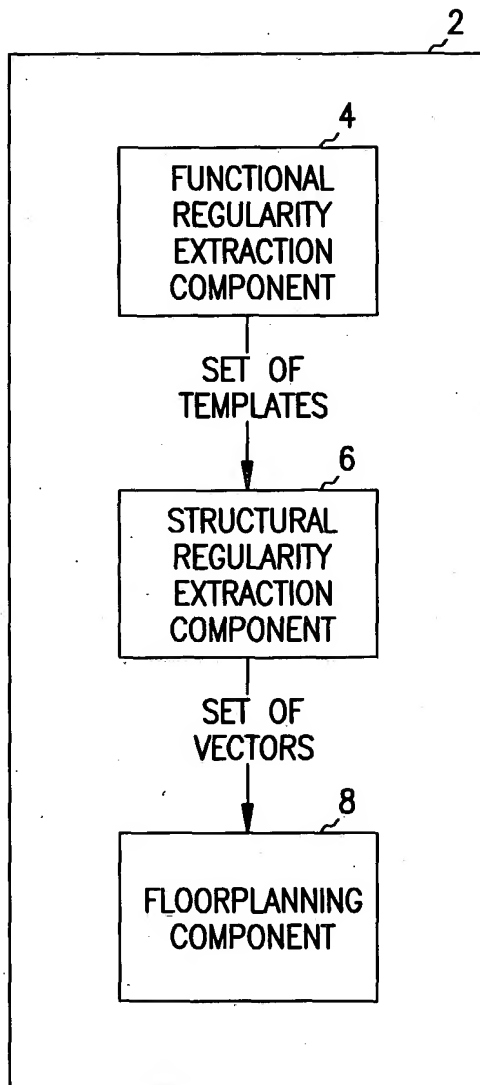 2
4
FUNCTIONAL
REGULARITY
EXTRACTION
COMPONENT
SET OF
TEMPLATES
6
STRUCTURAL
REGULARITY
EXTRACTION
COMPONENT
SET OF
VECTORS
8
FLOORPLANNING
COMPONENT